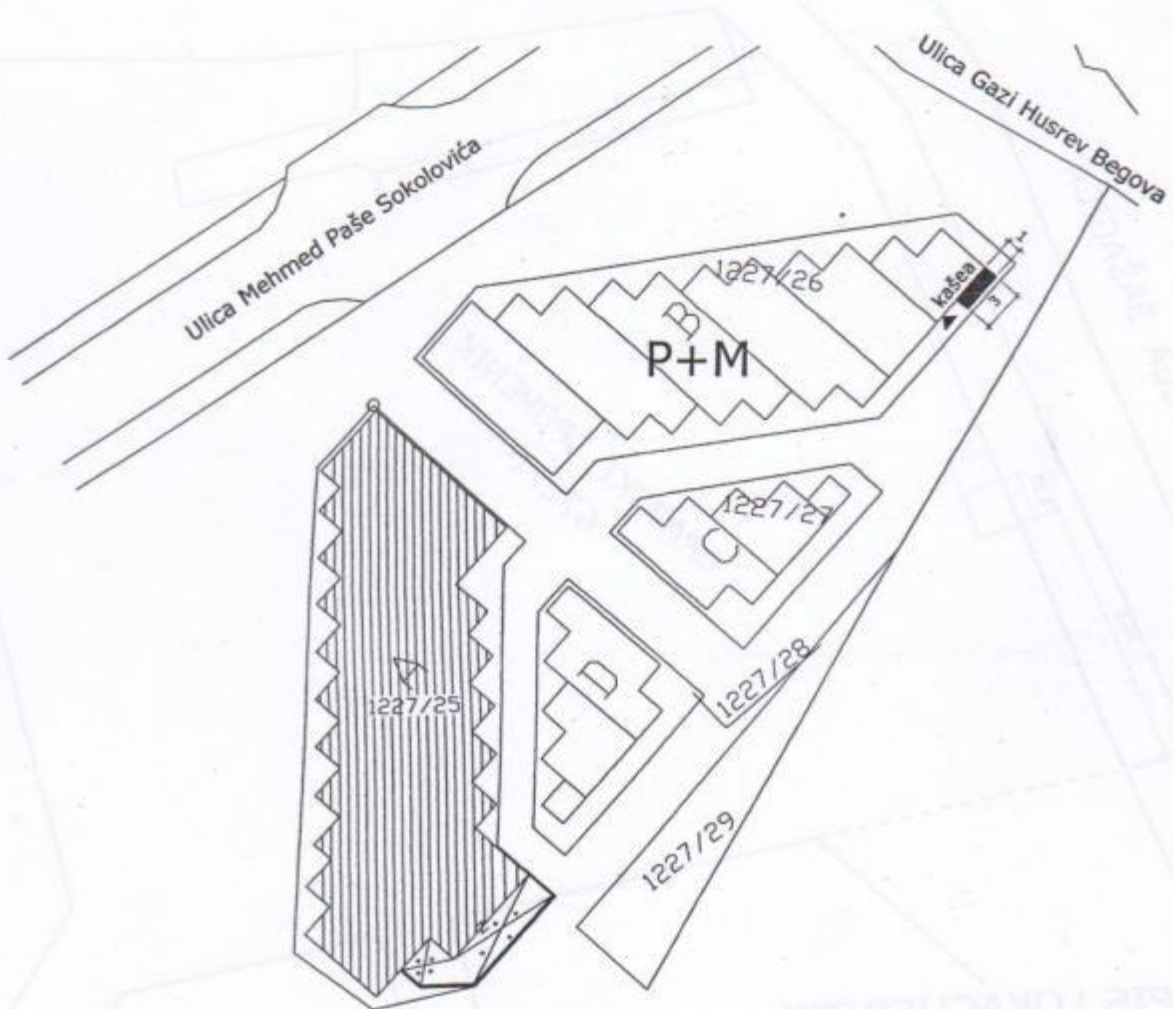 Ulica Gazi Husrev Begova
Ulica Mehmed Paše Sokolovića
1227/26
kašea
1
3
B
P+M
1227/27
C
A
1227/25
D
1227/28
1227/29